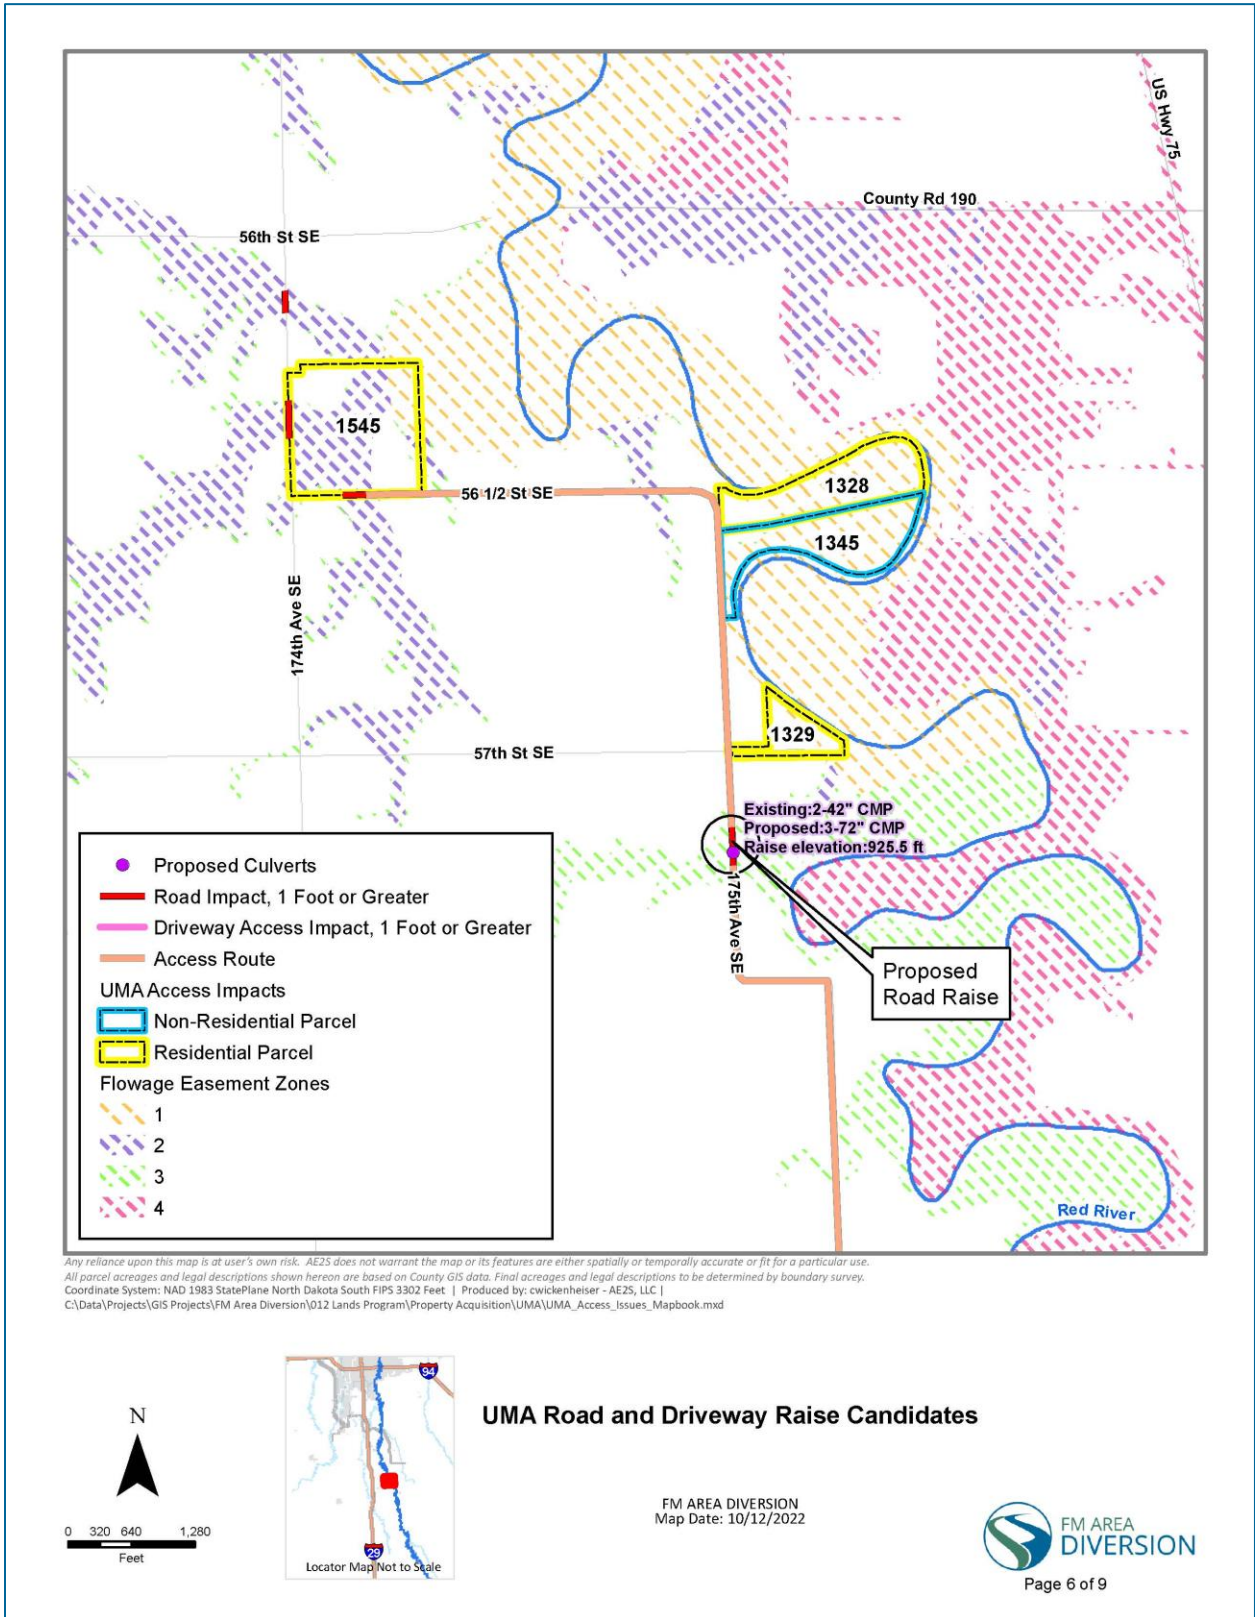 US Hwy 75
County Rd 190
56th St SE
1545
56 1/2 St SE
1328
1345
174th Ave SE
1329
57th St SE
Existing:2-42" CMP
Proposed:3-72" CMP
Raise elevation:925.5 ft
175th Ave SE
Proposed
Road Raise
Proposed Culverts
Road Impact, 1 Foot or Greater
Driveway Access Impact, 1 Foot or Greater
Access Route
UMA Access Impacts
Non-Residential Parcel
Residential Parcel
Flowage Easement Zones
1
2
3
4
Red River
Any reliance upon this map is at user's own risk. AE2S does not warrant the map or its features are either spatially or temporally accurate or fit for a particular use.
All parcel acreages and legal descriptions shown hereon are based on County GIS data. Final acreages and legal descriptions to be determined by boundary survey.
Coordinate System: NAD 1983 StatePlane North Dakota South FIPS 3302 Feet | Produced by: cwickenheiser - AE2S, LLC |
C:\Data\Projects\GIS Projects\FM Area Diversion\012 Lands Program\Property Acquisition\UMA\UMA_Access_Issues_Mapbook.mxd
N
0 320 640 1,280
Feet
94
29
Locator Map Not to Scale
UMA Road and Driveway Raise Candidates
FM AREA DIVERSION
Map Date: 10/12/2022
FM AREA
DIVERSION
Page 6 of 9